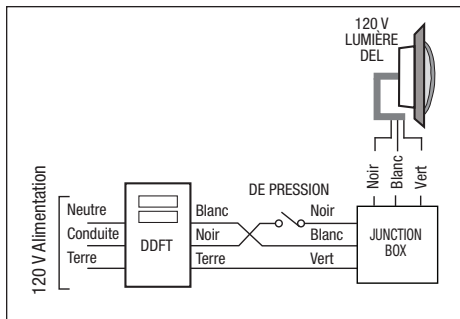 120 V
LUMIÈRE
DEL
Noir
Blanc
Vert
120 V Alimentation
Neutre
Conduite
Terre
DDFT
Blanc
Noir
Terre
DE PRESSION
Noir
Blanc
Vert
JUNCTION
BOX